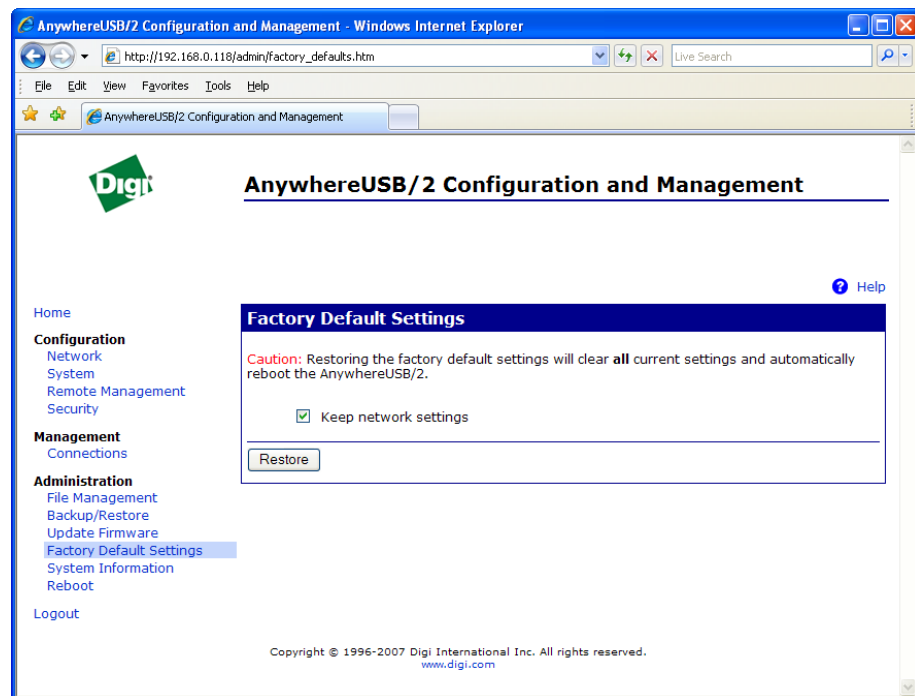 AnywhereUSB/2 Configuration and Management - Windows Internet Explorer
http://192.168.0.118/admin/factory_defaults.htm
Live Search
File Edit View Favorites Tools Help
AnywhereUSB/2 Configuration and Management
Digi
AnywhereUSB/2 Configuration and Management
Help
Home
Configuration
Network
System
Remote Management
Security
Management
Connections
Administration
File Management
Backup/Restore
Update Firmware
Factory Default Settings
System Information
Reboot
Logout
Factory Default Settings
Caution: Restoring the factory default settings will clear all current settings and automatically
reboot the AnywhereUSB/2.
Keep network settings
Restore
Copyright © 1996-2007 Digi International Inc. All rights reserved.
www.digi.com